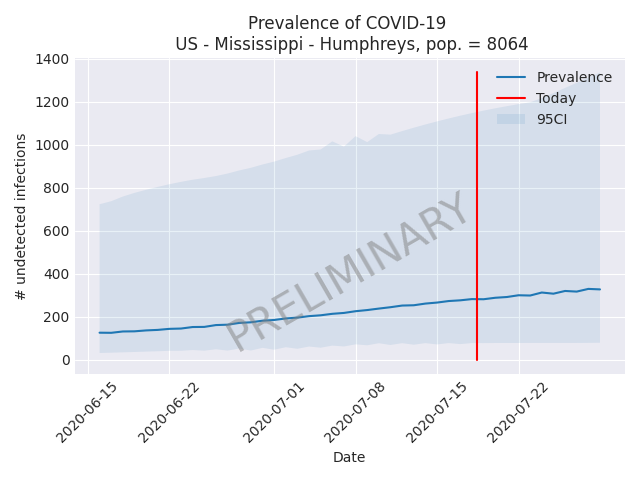 Prevalence of COVID-19
US - Mississippi - Humphreys, pop. = 8064
1400
1200
1000
800
600
400
200
0
# undetected infections
Prevalence
Today
95CI
PRELIMINARY
2020-06-15
2020-06-22
2020-07-01
2020-07-08
2020-07-15
2020-07-22
Date